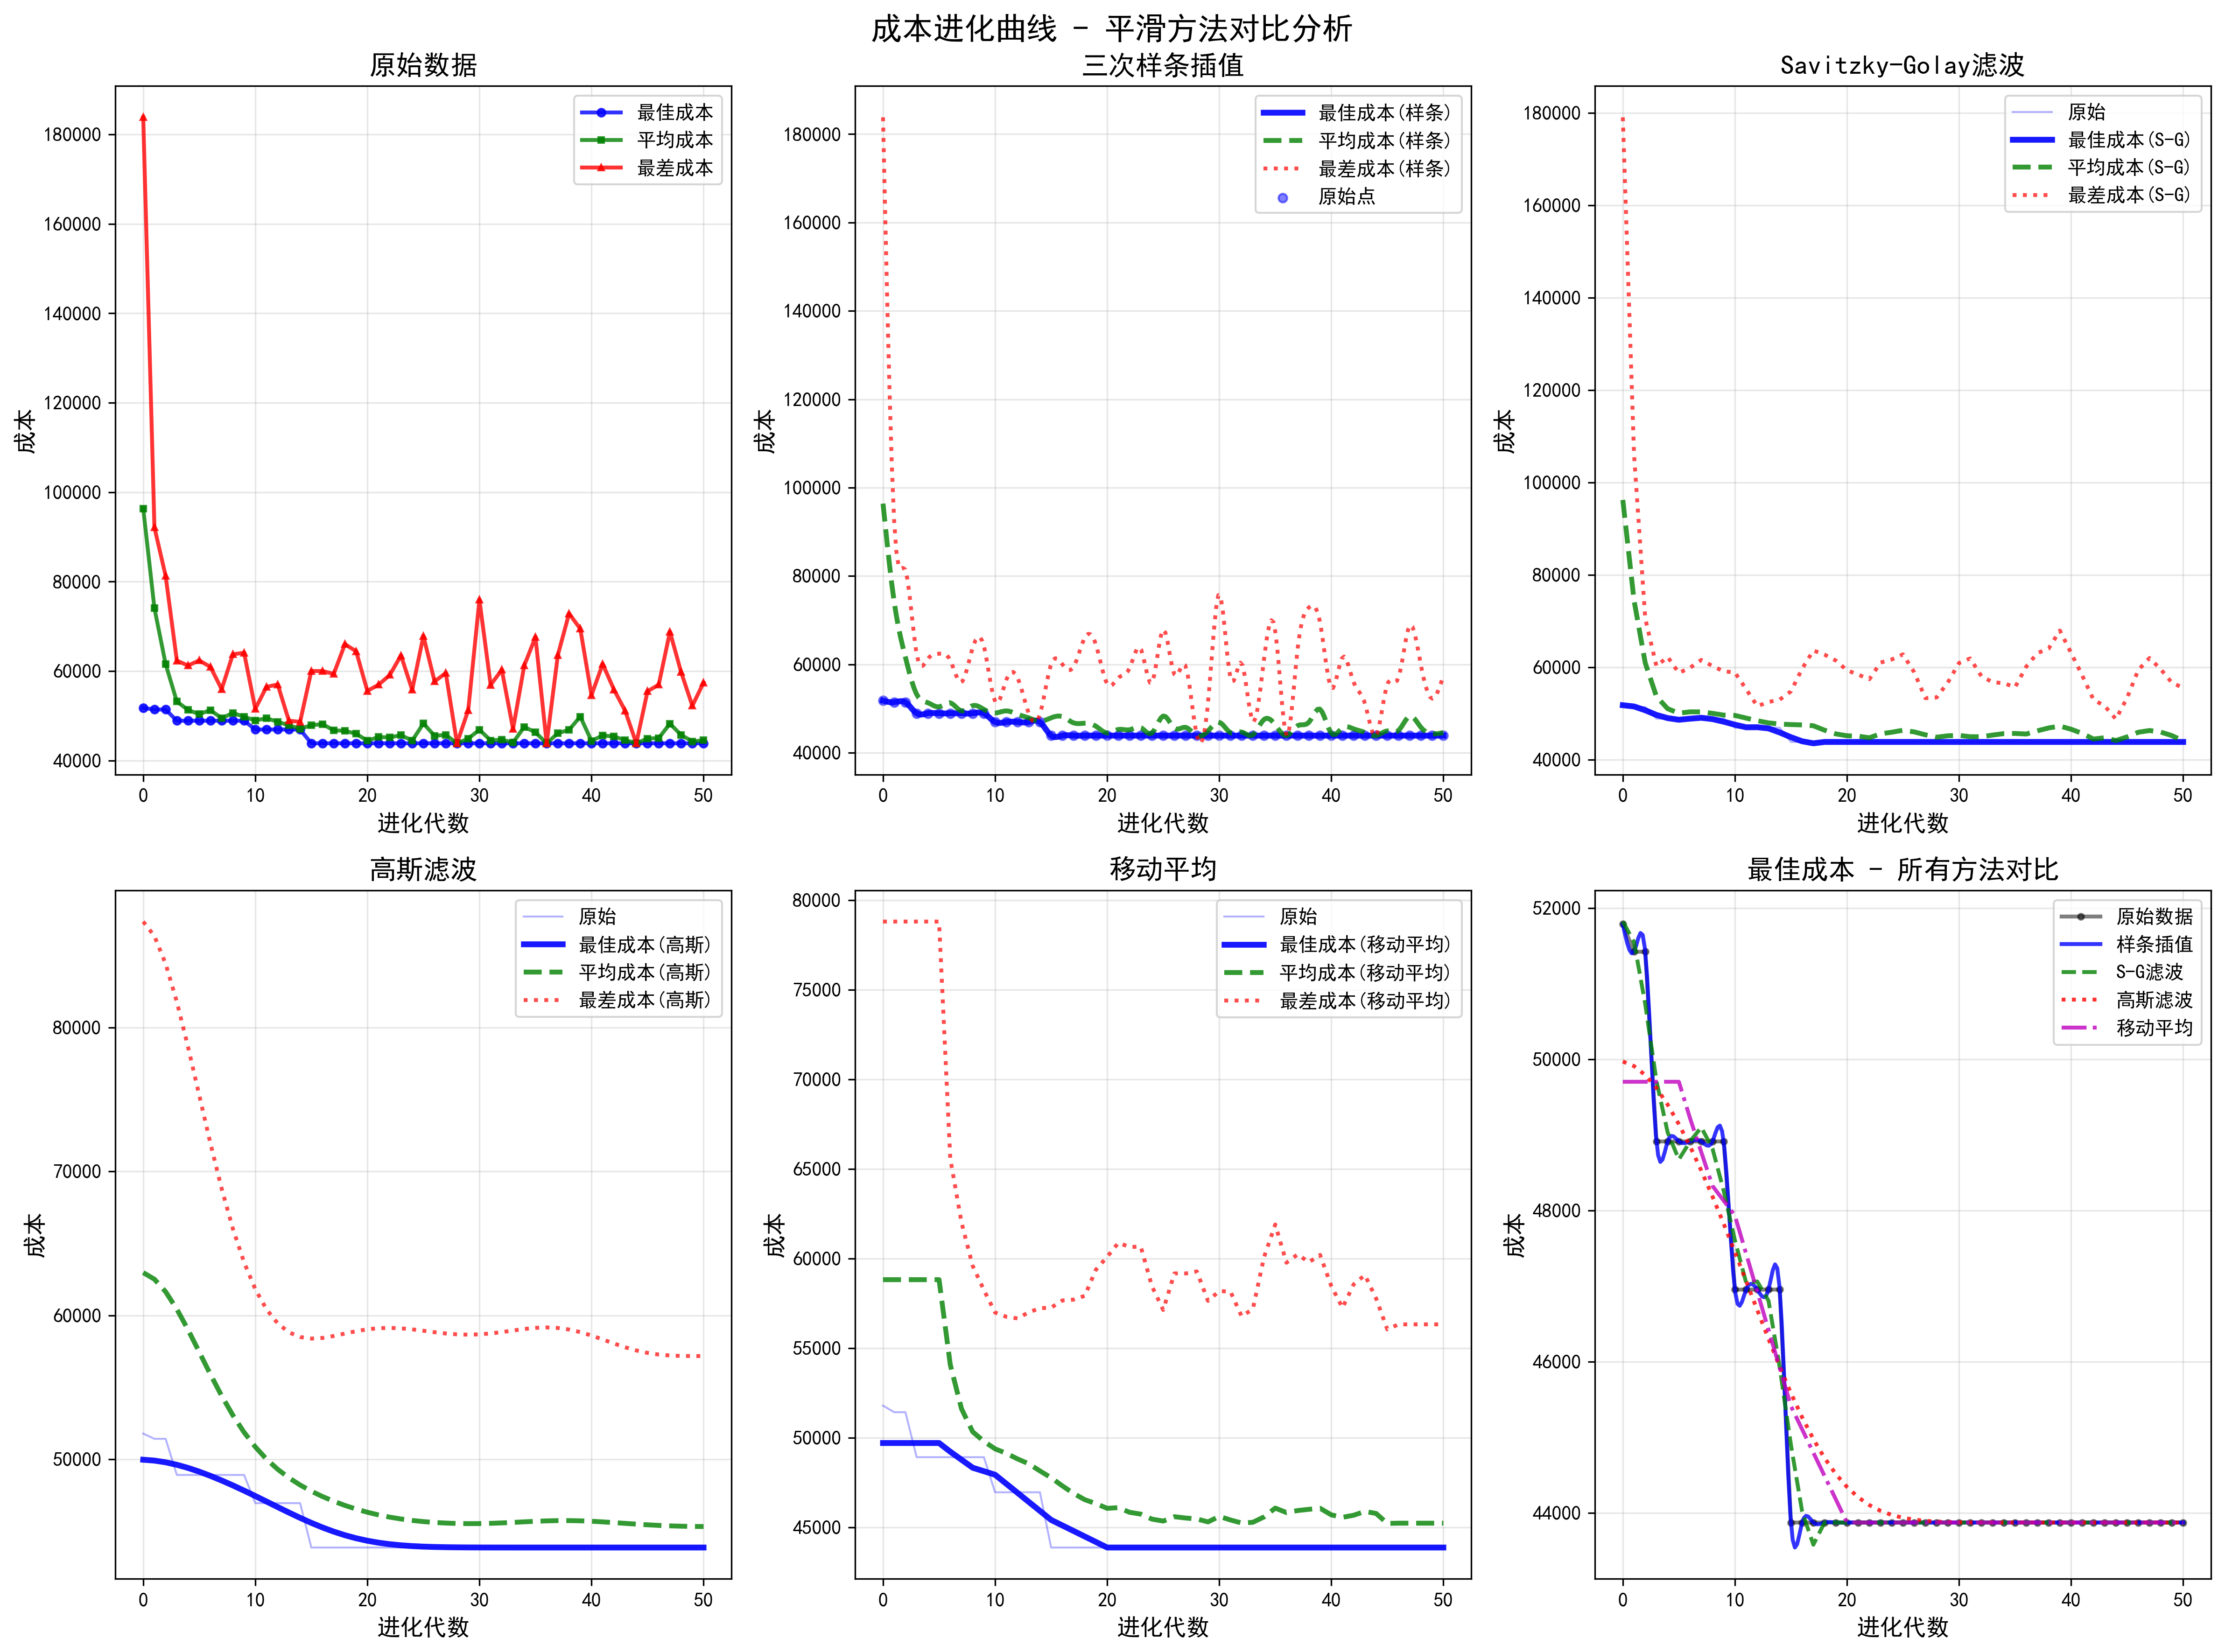 成本进化曲线 - 平滑方法对比分析
原始数据
最佳成本
平均成本
最差成本
180000
160000
140000
120000
100000
80000
60000
40000
成本
0 10 20 30 40 50
进化代数
三次样条插值
最佳成本(样条)
平均成本(样条)
最差成本(样条)
原始点
180000
160000
140000
120000
100000
80000
60000
40000
成本
0 10 20 30 40 50
进化代数
Savitzky-Golay滤波
原始
最佳成本(S-G)
平均成本(S-G)
最差成本(S-G)
180000
160000
140000
120000
100000
80000
60000
40000
成本
0 10 20 30 40 50
进化代数
高斯滤波
原始
最佳成本(高斯)
平均成本(高斯)
最差成本(高斯)
80000
70000
60000
50000
成本
0 10 20 30 40 50
进化代数
移动平均
原始
最佳成本(移动平均)
平均成本(移动平均)
最差成本(移动平均)
80000
75000
70000
65000
60000
55000
50000
45000
成本
0 10 20 30 40 50
进化代数
最佳成本 - 所有方法对比
原始数据
样条插值
S-G滤波
高斯滤波
移动平均
52000
50000
48000
46000
44000
成本
0 10 20 30 40 50
进化代数